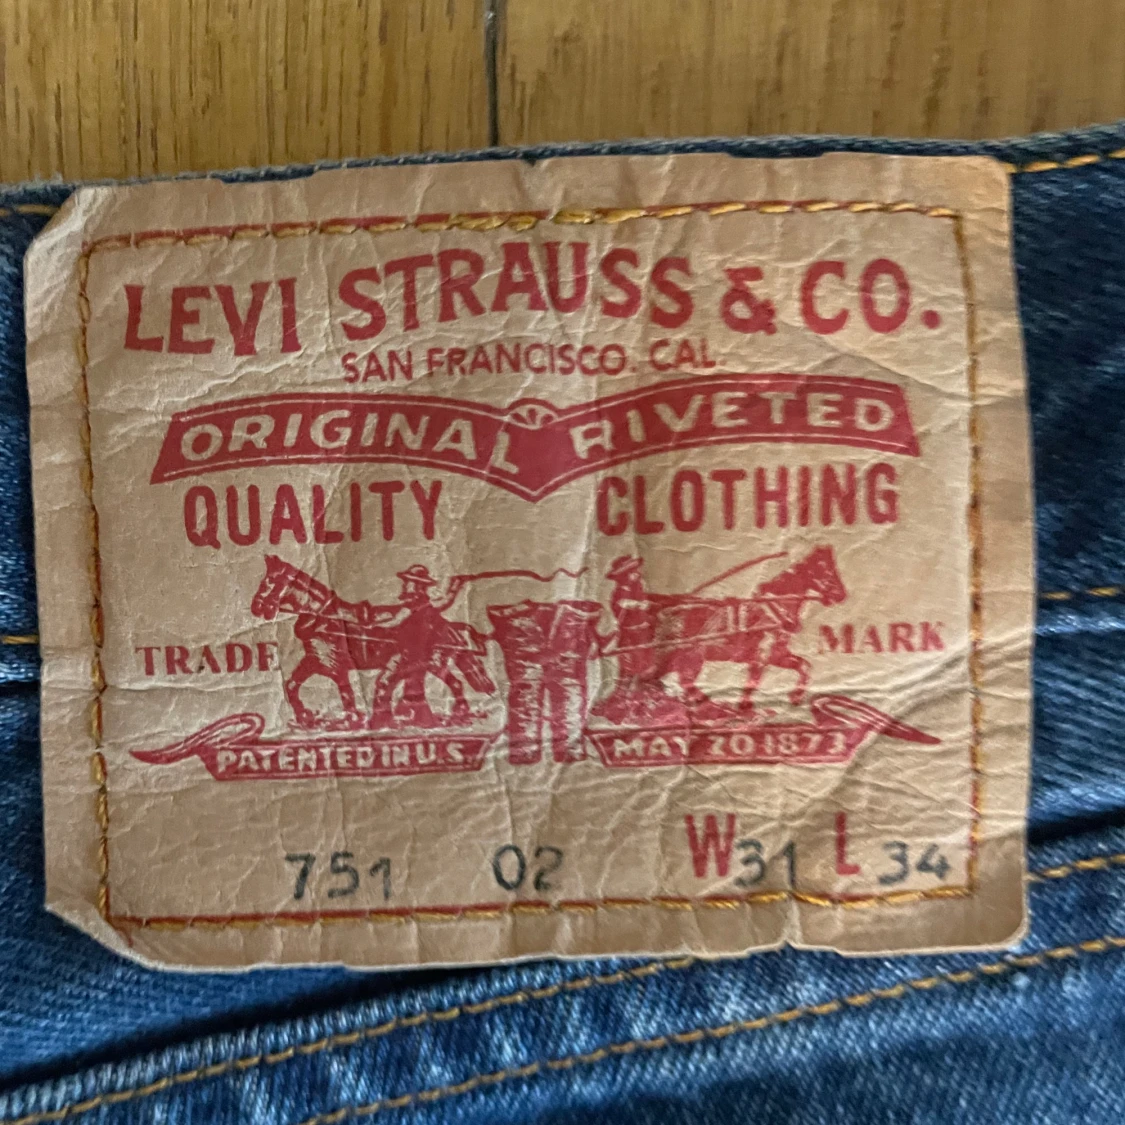 LEVI STRAUSS & CO.
SAN FRANCISCO. CAL
ORIGINAL RIVETED
QUALITY CLOTHING
TRADE MARK
PATENTED IN U.S. MAY 20 1873
751 02 W31 L34